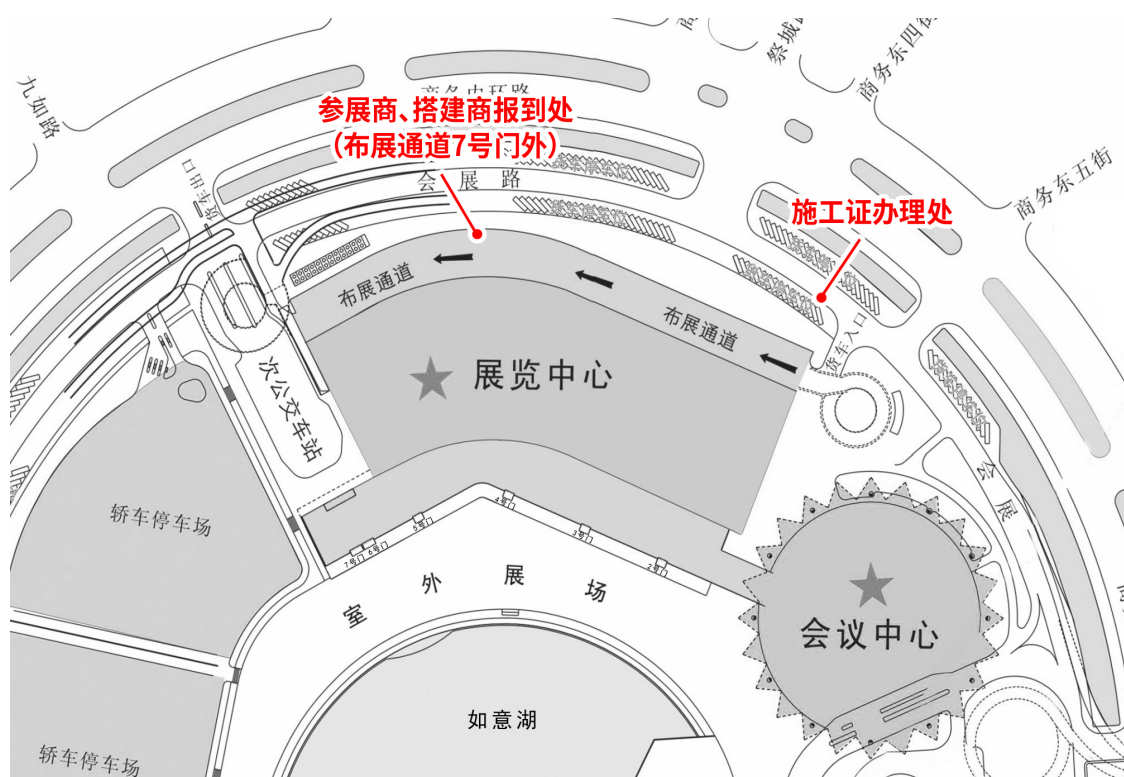 九如路
商务内环路
商务东四街
商务东五街
参展商、搭建商报到处
（布展通道7号门外）
施工证办理处
会展路
货车出口
布展通道
布展通道
货车入口
展览中心
次公交车站
轿车停车场
会展
4号门
5号门
3号门
6号门
7号门
2号门
室外展场
会议中心
如意湖
轿车停车场